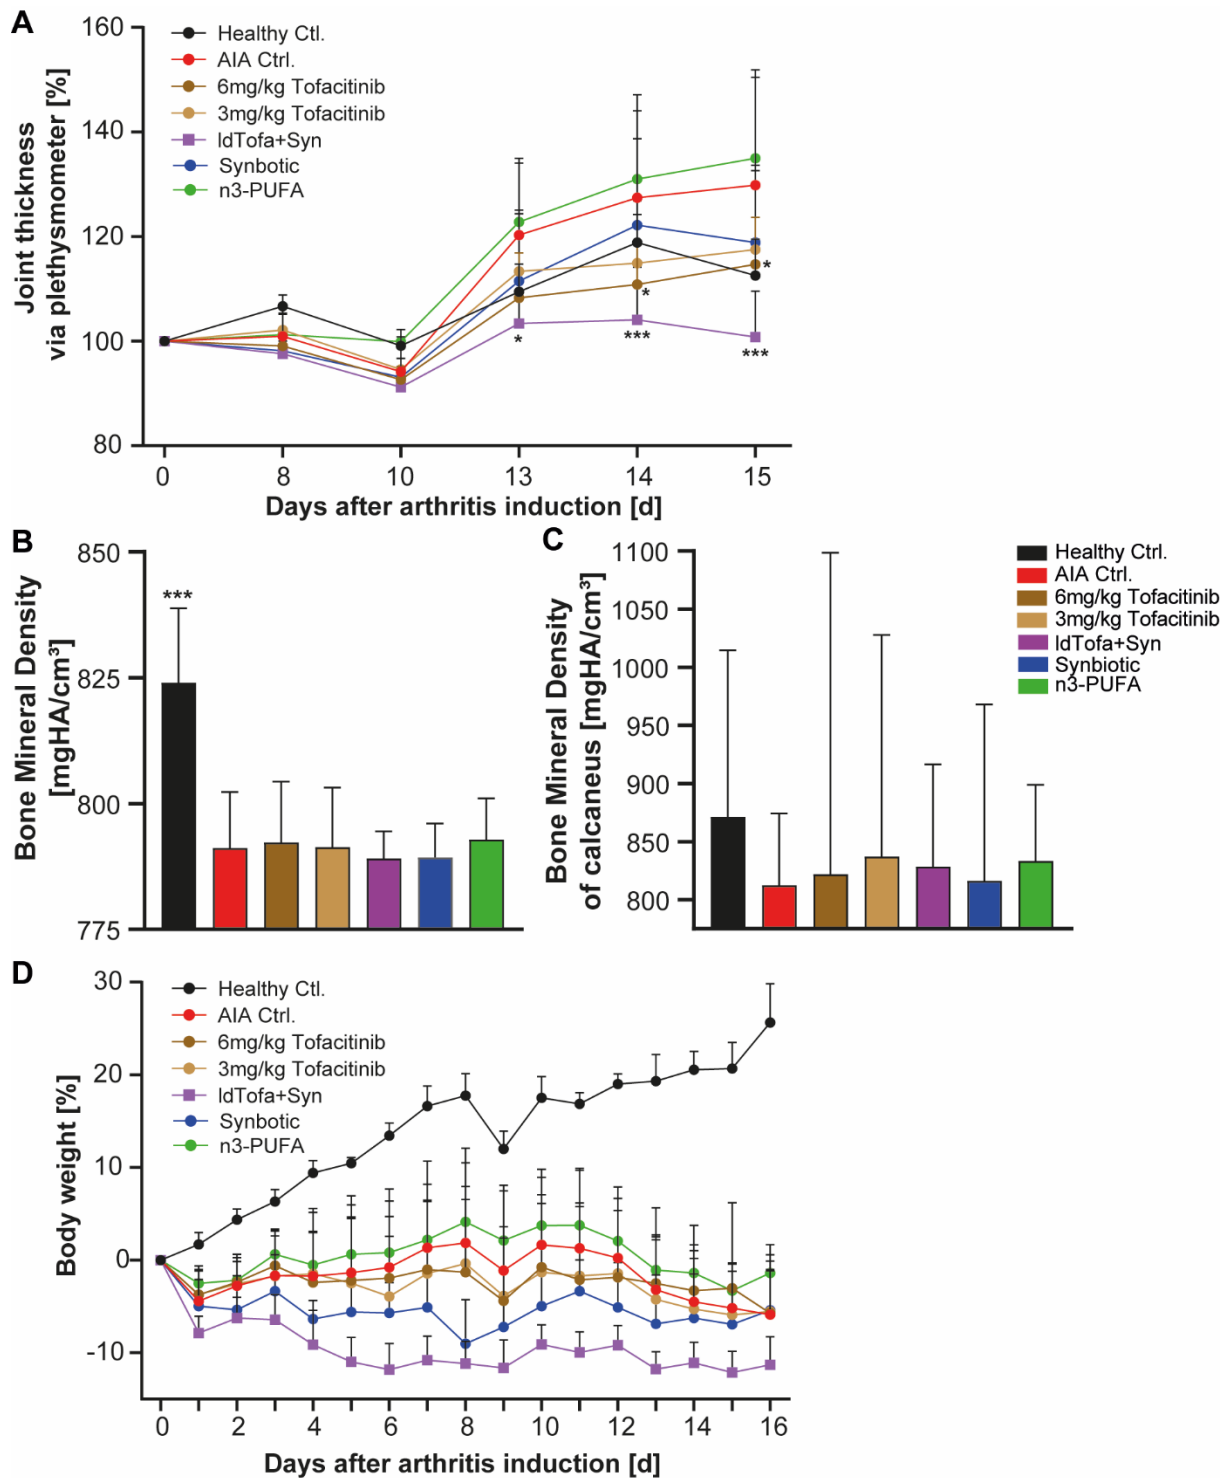 A
160
140
120
100
80
Joint thickness
via plethysmometer [%]
Healthy Ctl.
AIA Ctrl.
6mg/kg Tofacitinib
3mg/kg Tofacitinib
ldTofa+Syn
Synbotic
n3-PUFA
*
*
***
*
***
0 8 10 13 14 15
Days after arthritis induction [d]
B
850
825
800
775
Bone Mineral Density
[mgHA/cm³]
***
C
1100
1050
1000
950
900
850
800
Bone Mineral Density
of calcaneus [mgHA/cm³]
Healthy Ctrl.
AIA Ctrl.
6mg/kg Tofacitinib
3mg/kg Tofacitinib
ldTofa+Syn
Synbiotic
n3-PUFA
D
30
20
10
0
-10
Body weight [%]
Healthy Ctl.
AIA Ctrl.
6mg/kg Tofacitinib
3mg/kg Tofacitinib
ldTofa+Syn
Synbotic
n3-PUFA
0 2 4 6 8 10 12 14 16
Days after arthritis induction [d]